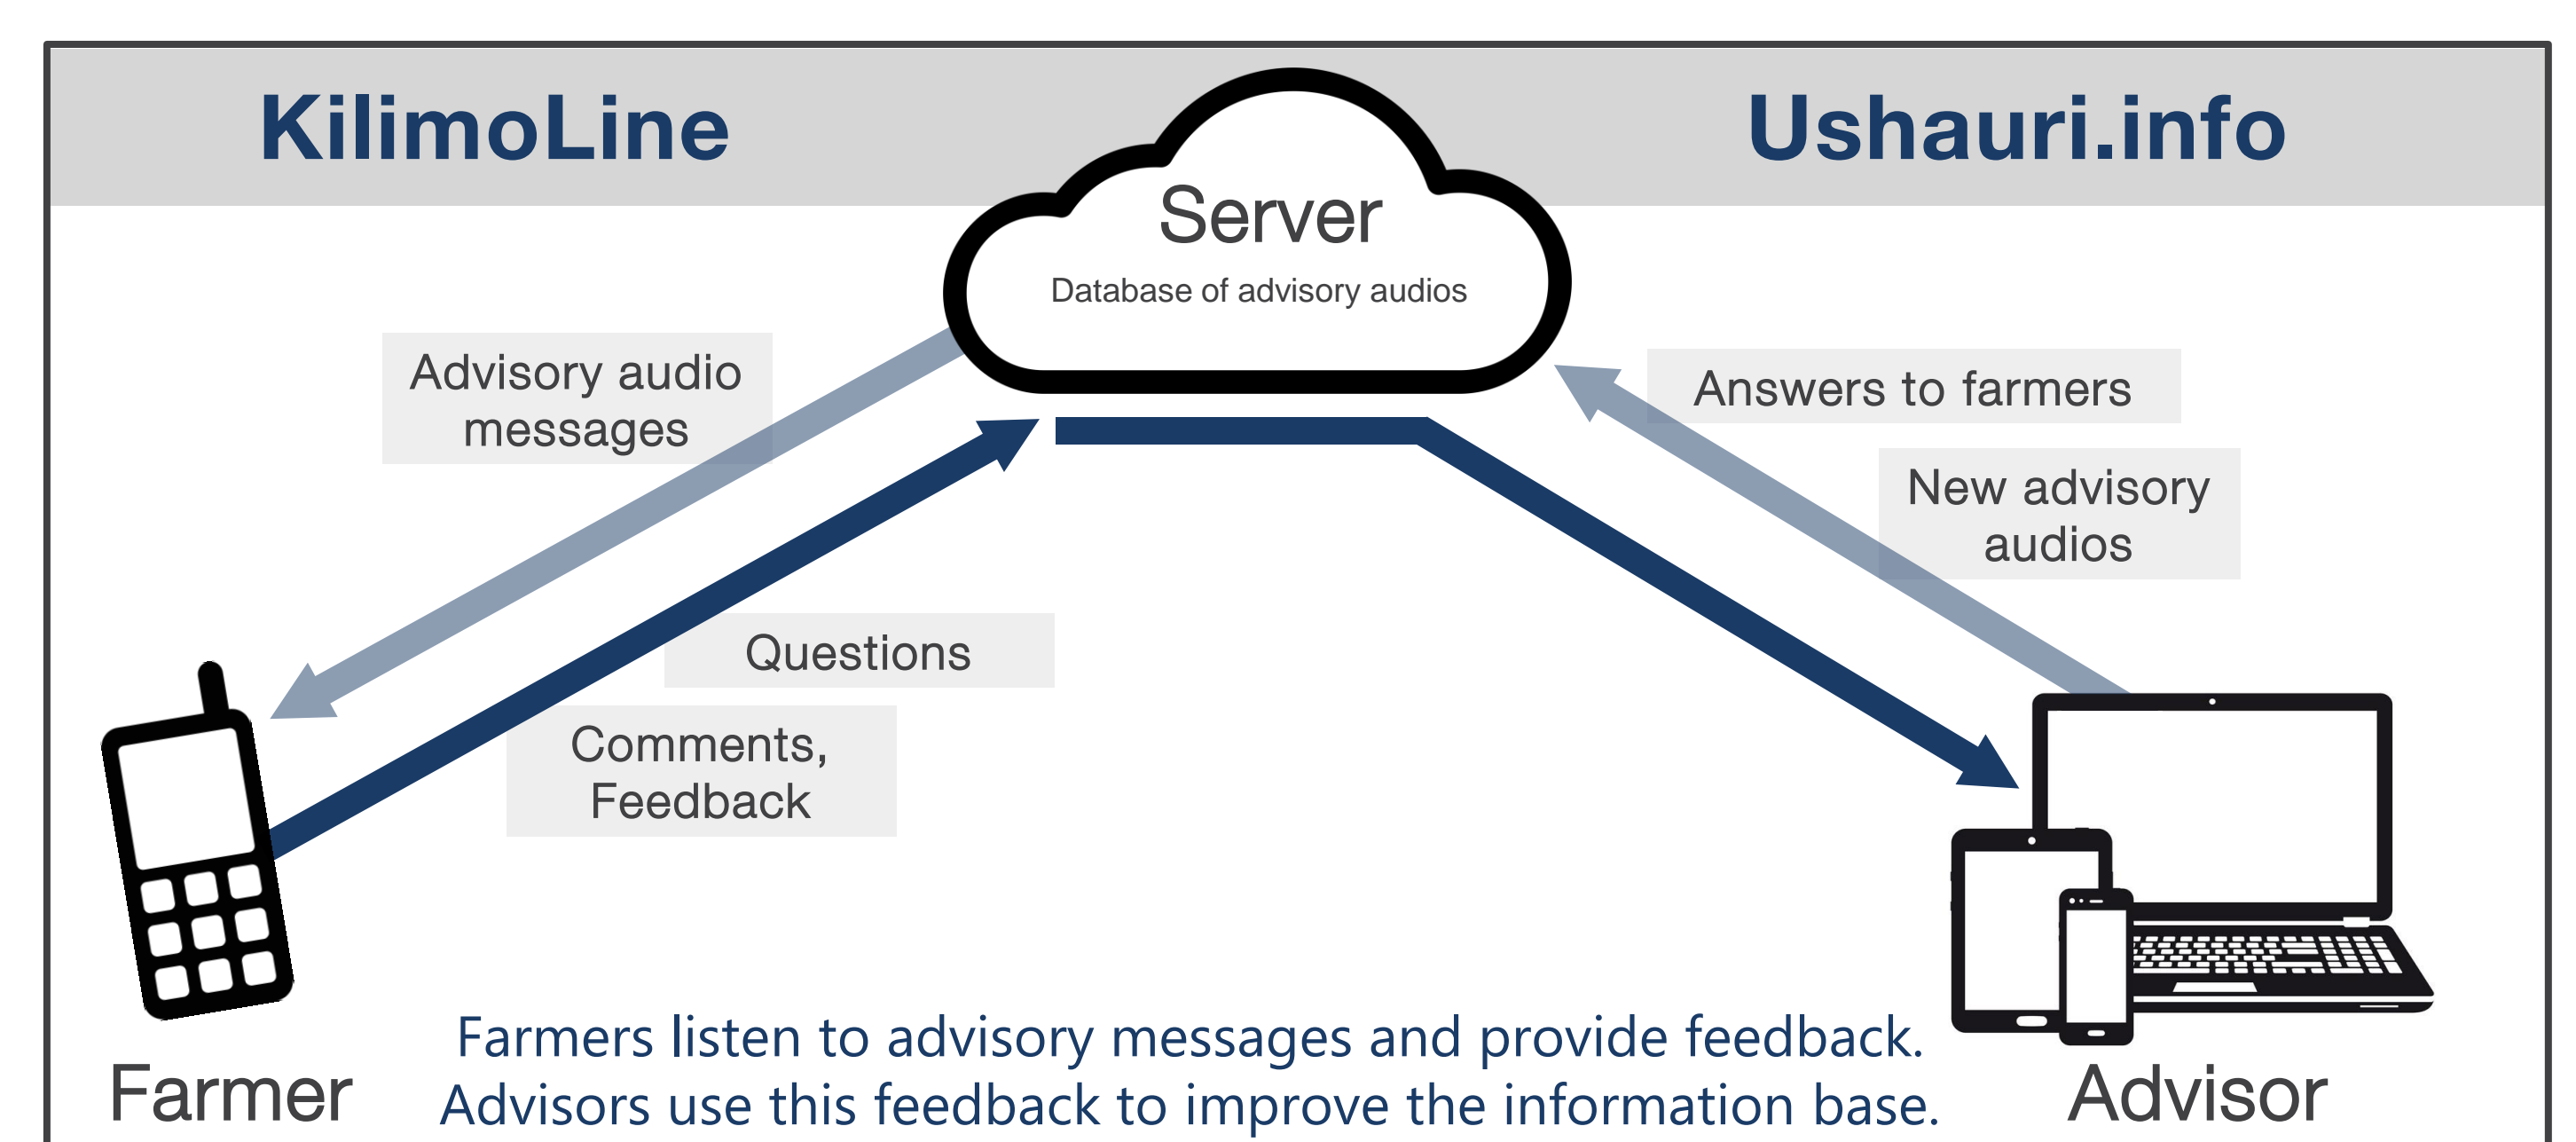 KilimoLine
Ushauri.info
Server
Database of advisory audios
Advisory audio
messages
Answers to farmers
New advisory
audios
Questions
Comments,
Feedback
Farmers listen to advisory messages and provide feedback.
Advisors use this feedback to improve the information base.
Farmer
Advisor